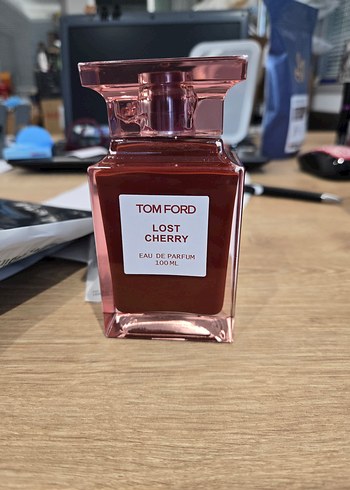 TOM FORD
LOST
CHERRY
EAU DE PARFUM
100 ML